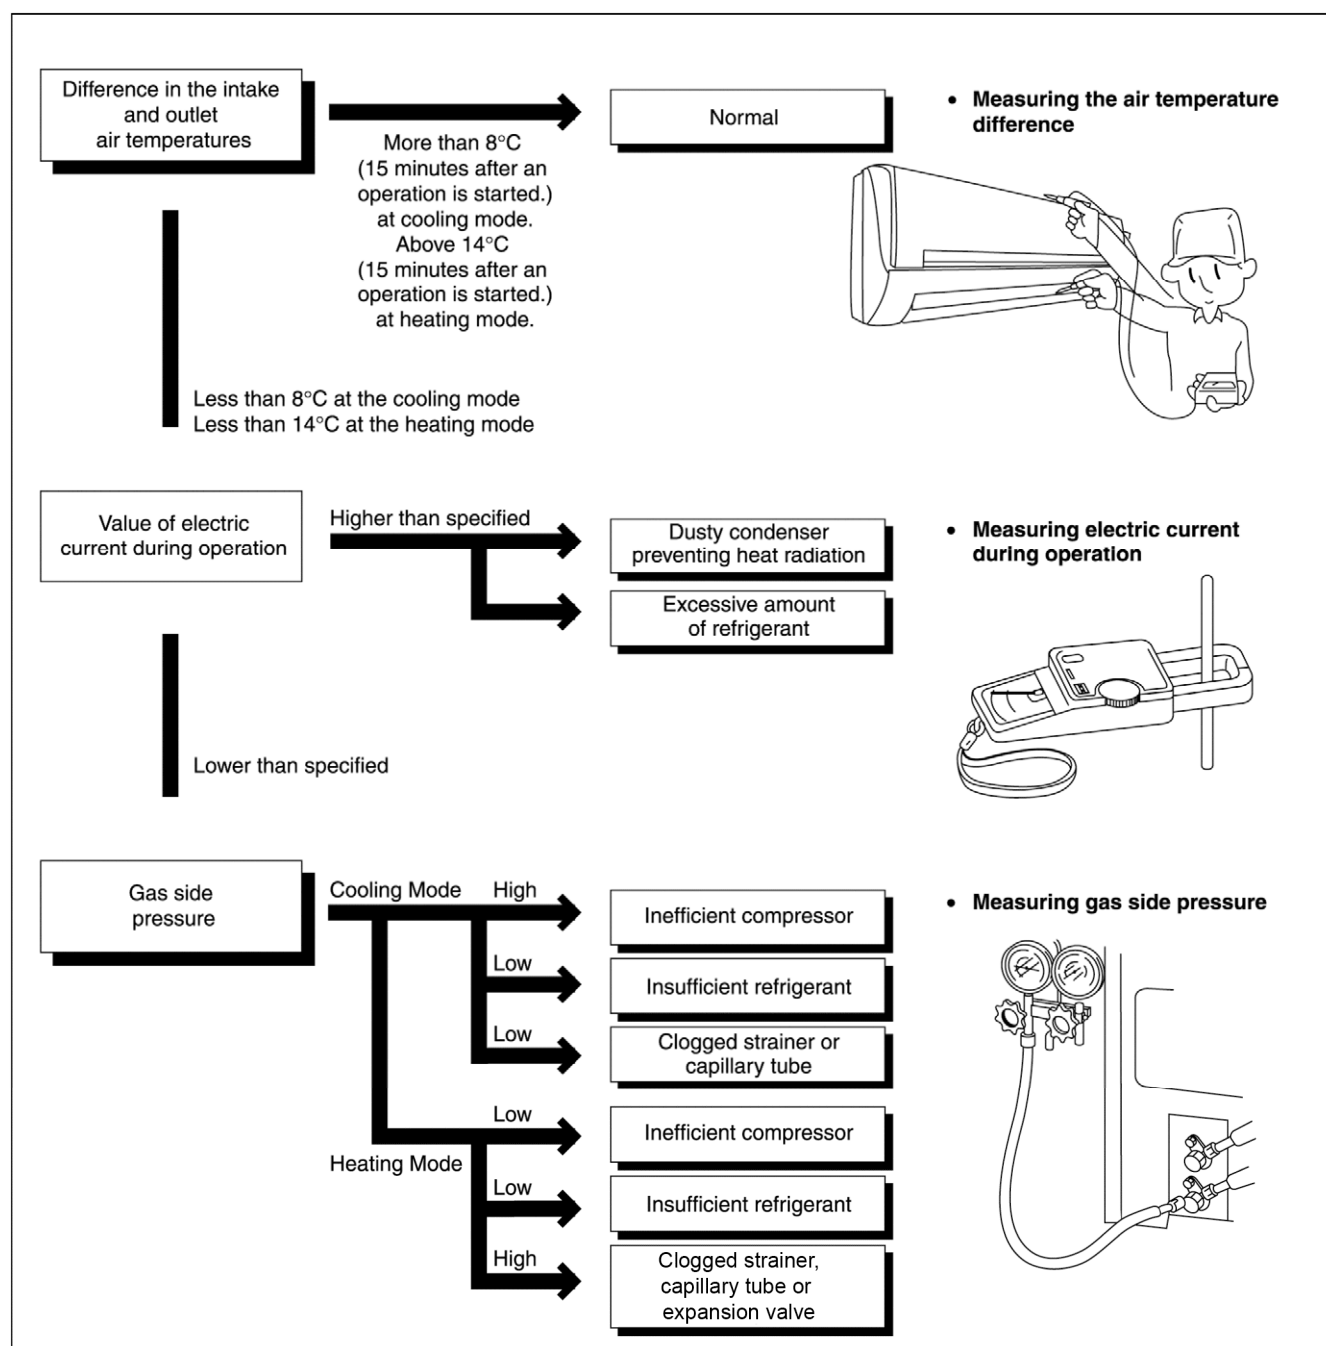 Difference in the intake
and outlet
air temperatures
More than 8°C
(15 minutes after an
operation is started.)
at cooling mode.
Above 14°C
(15 minutes after an
operation is started.)
at heating mode.
Normal
• Measuring the air temperature
difference
Less than 8°C at the cooling mode
Less than 14°C at the heating mode
Value of electric
current during operation
Higher than specified
Dusty condenser
preventing heat radiation
Excessive amount
of refrigerant
• Measuring electric current
during operation
Lower than specified
Gas side
pressure
Cooling Mode
High
Inefficient compressor
Low
Insufficient refrigerant
Low
Clogged strainer or
capillary tube
Heating Mode
Low
Inefficient compressor
Low
Insufficient refrigerant
High
Clogged strainer,
capillary tube or
expansion valve
• Measuring gas side pressure